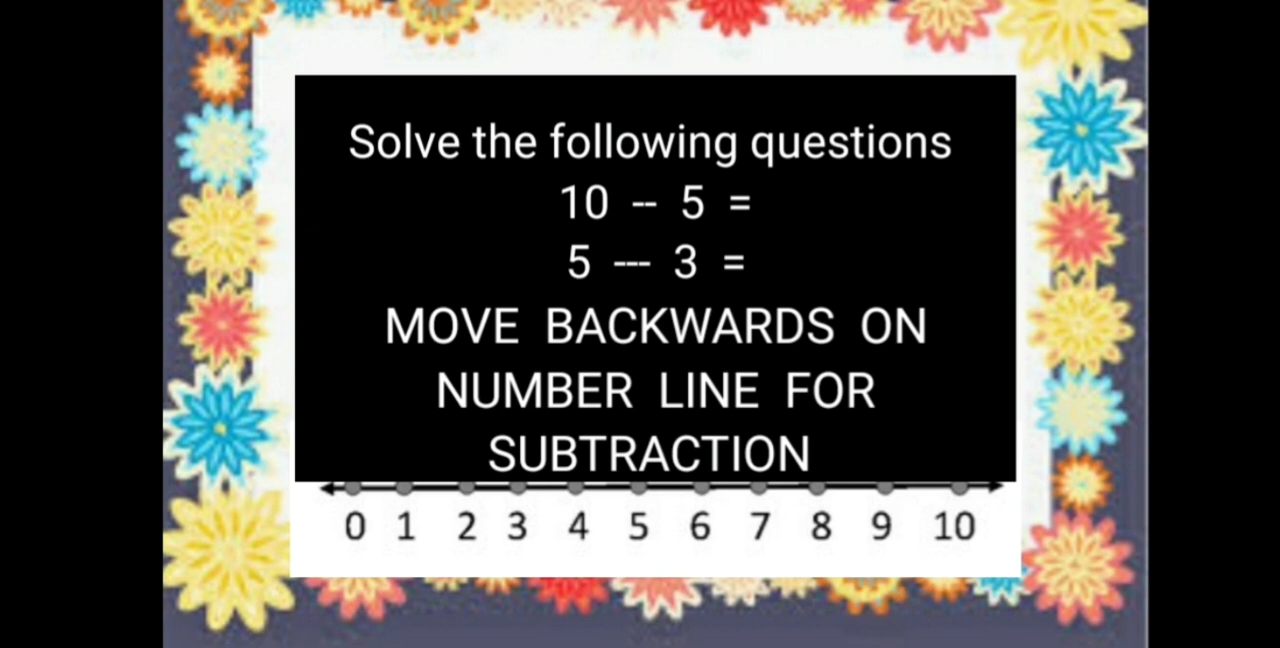 Solve the following questions
10 -- 5 =
5 --- 3 =
MOVE BACKWARDS ON
NUMBER LINE FOR
SUBTRACTION
0 1 2 3 4 5 6 7 8 9 10